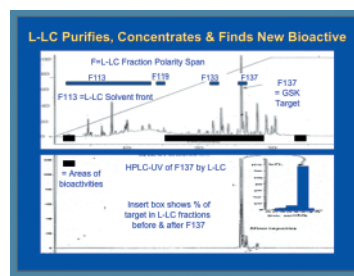 L-LC Purifies, Concentrates & Finds New Bioactive
F=L-LC Fraction Polarity Span
F113
F119
F133
F137
F137
= GSK
Target
F113 =L-LC Solvent front
= Areas of
bioactivities
HPLC-UV of F137 by L-LC
Insert box shows % of
target in L-LC fractions
before & after F137